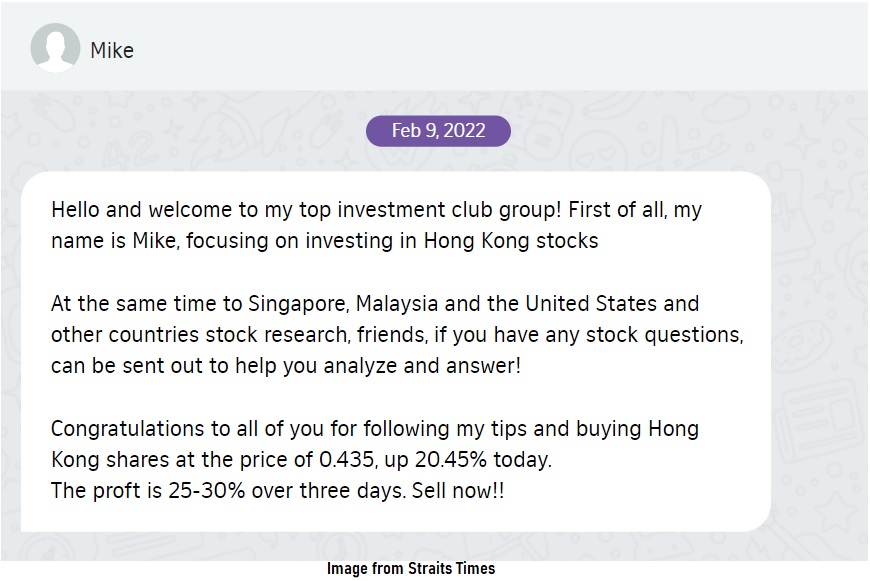 Mike
Feb 9, 2022
Hello and welcome to my top investment club group! First of all, my
name is Mike, focusing on investing in Hong Kong stocks
At the same time to Singapore, Malaysia and the United States and
other countries stock research, friends, if you have any stock questions,
can be sent out to help you analyze and answer!
Congratulations to all of you for following my tips and buying Hong
Kong shares at the price of 0.435, up 20.45% today.
The proft is 25-30% over three days. Sell now!!
Image from Straits Times